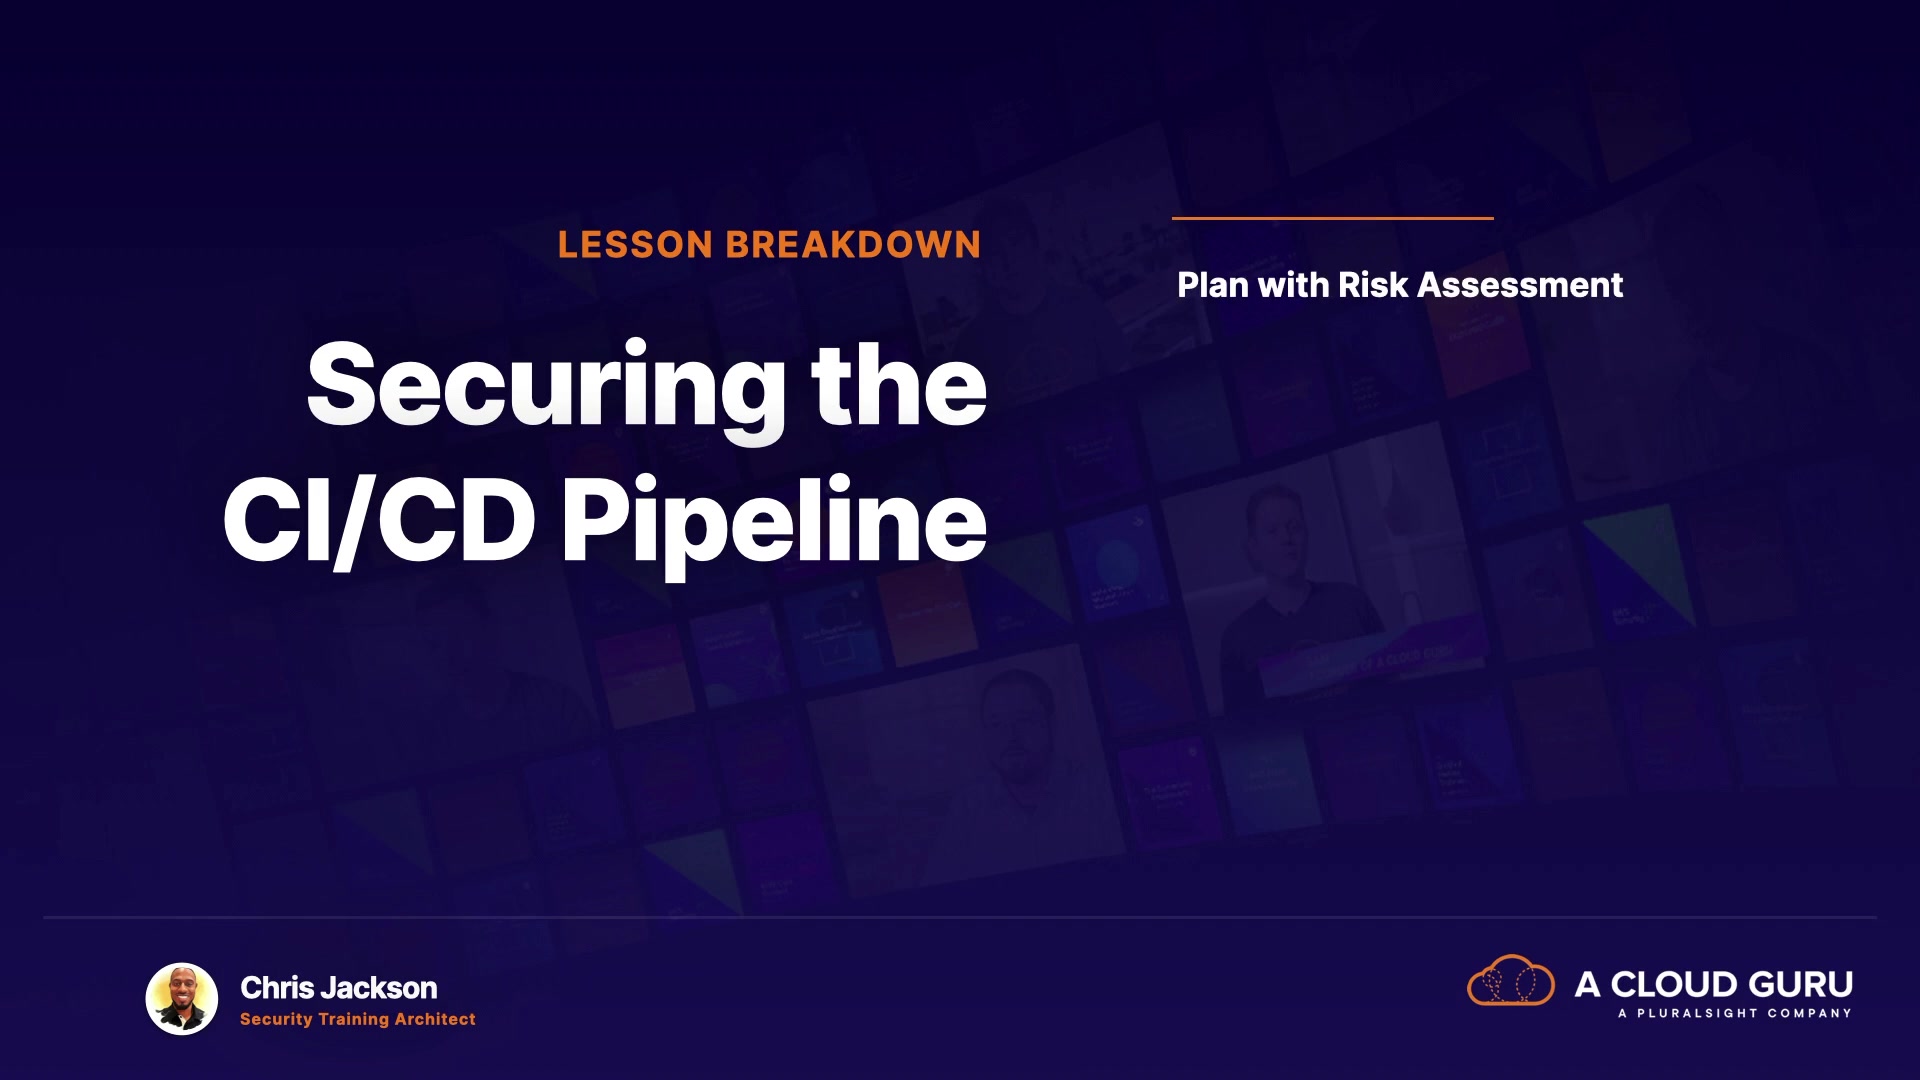 LESSON BREAKDOWN
Securing the
CI/CD Pipeline
Plan with Risk Assessment
Chris Jackson
Security Training Architect
A CLOUD GURU
A PLURALSIGHT COMPANY